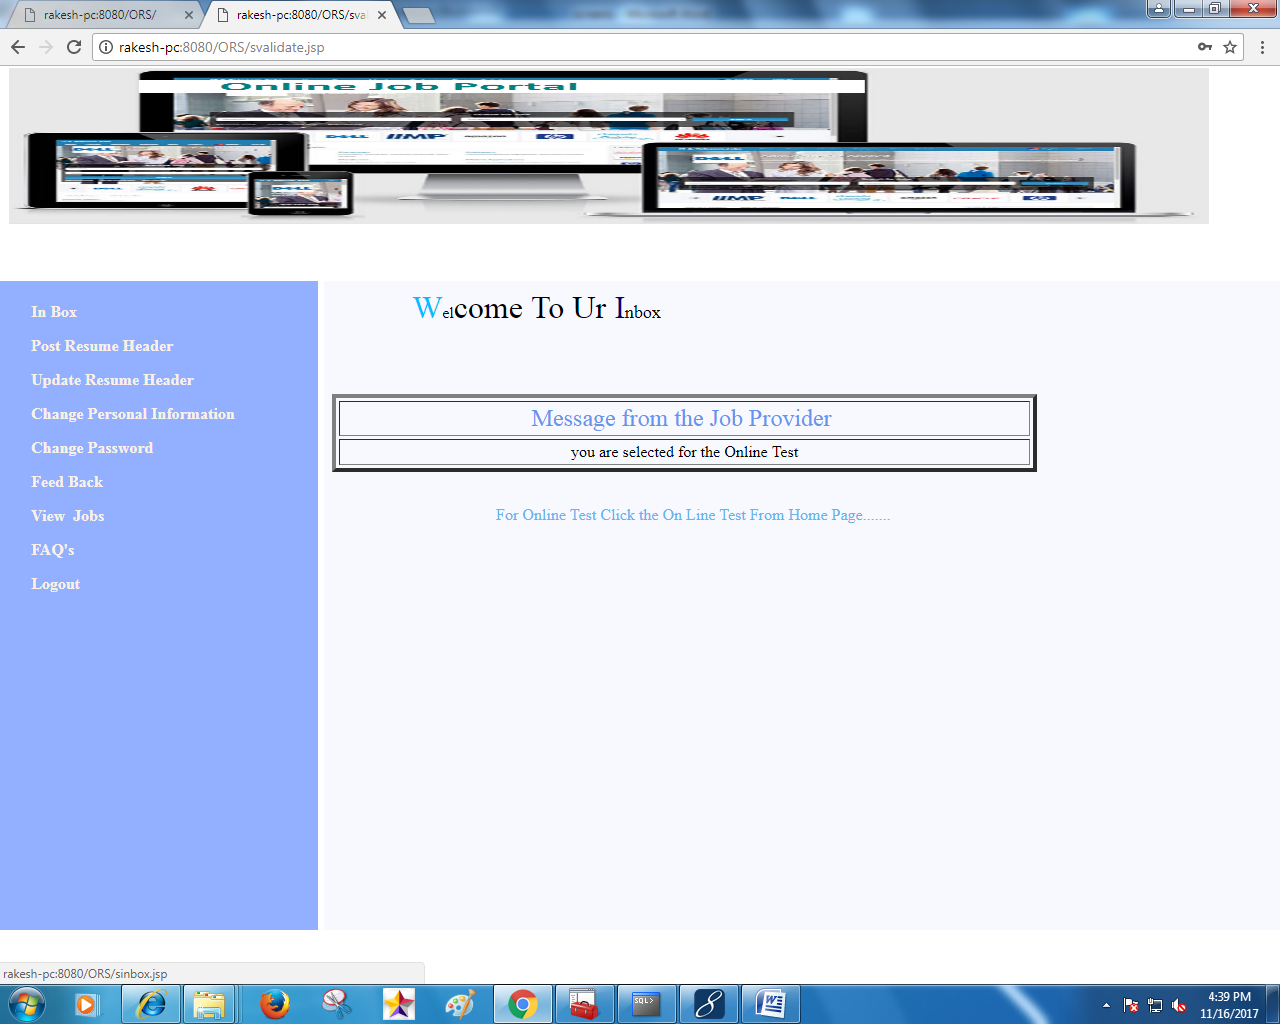 rakesh-pc:8080/ORS/
rakesh-pc:8080/ORS/sval
rakesh-pc:8080/ORS/svalidate.jsp
Online Job Portal
In Box
Post Resume Header
Update Resume Header
Change Personal Information
Change Password
Feed Back
View Jobs
FAQ's
Logout
Welcome To Ur Inbox
Message from the Job Provider
you are selected for the Online Test
For Online Test Click the On Line Test From Home Page.......
rakesh-pc:8080/ORS/sinbox.jsp
SQL>
4:39 PM
11/16/2017